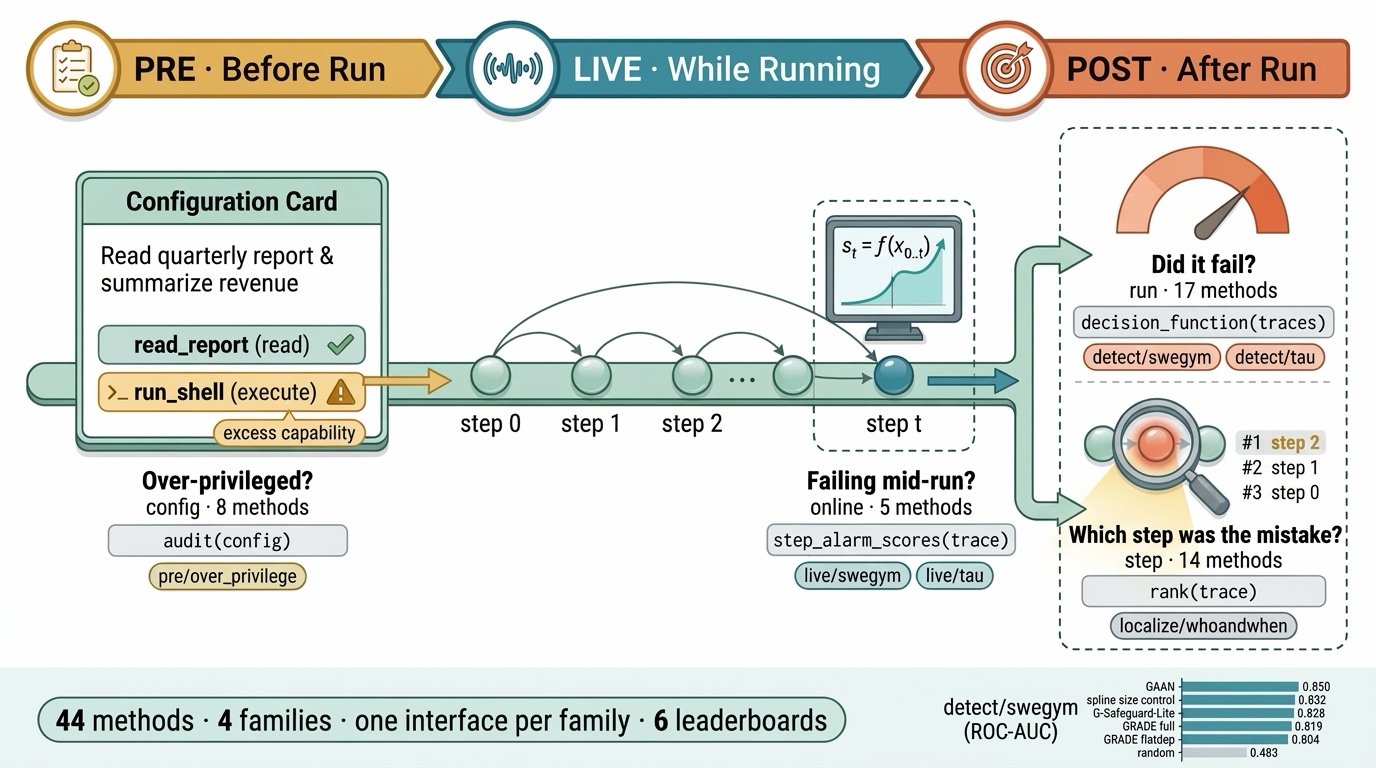 PRE · Before Run
LIVE · While Running
POST · After Run
Configuration Card
Read quarterly report &
summarize revenue
read_report (read)
>_ run_shell (execute)
excess capability
Over-privileged?
config · 8 methods
audit(config)
pre/over_privilege
step 0
step 1
step 2
...
step t
s_t = f(x_{0..t})
Failing mid-run?
online · 5 methods
step_alarm_scores(trace)
live/swegym live/tau
Did it fail?
run · 17 methods
decision_function(traces)
detect/swegym detect/tau
#1 step 2
#2 step 1
#3 step 0
Which step was the mistake?
step · 14 methods
rank(trace)
localize/whoandwhen
44 methods · 4 families · one interface per family · 6 leaderboards
detect/swegym
(ROC-AUC)
GAAN 0.850
spline size control 0.832
G-Safeguard-Lite 0.828
GRADE full 0.819
GRADE flatdep 0.804
random 0.483